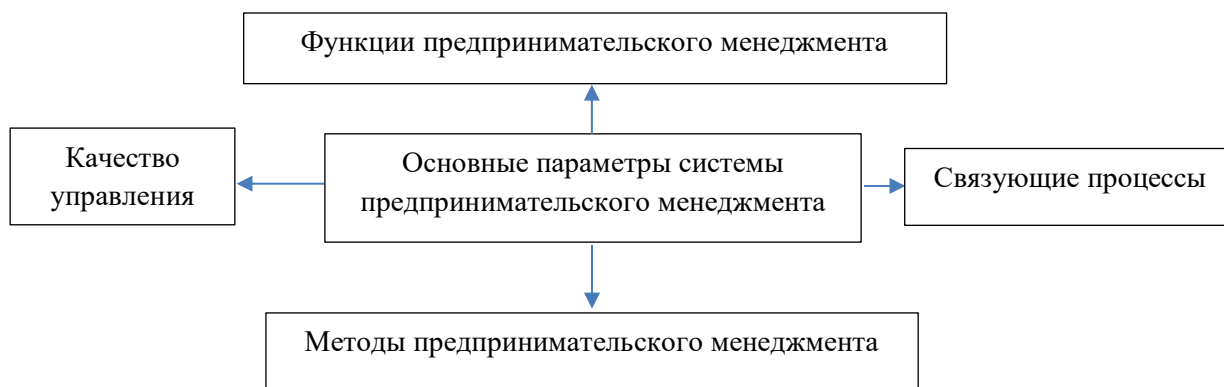 Функции предпринимательского менеджмента
Качество
управления
Основные параметры системы
предпринимательского менеджмента
Связующие процессы
Методы предпринимательского менеджмента